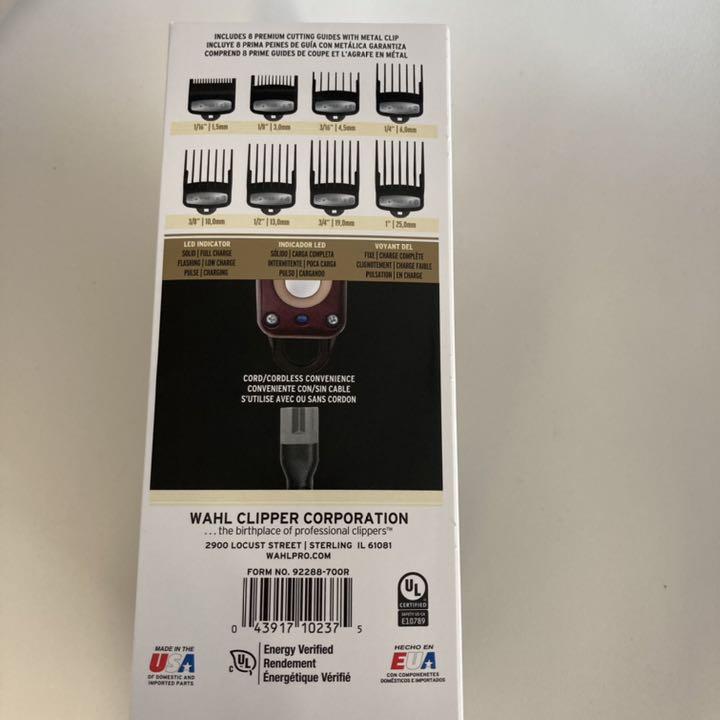 INCLUDES 8 PREMIUM CUTTING GUIDES WITH METAL CLIP
INCLUYE 8 PRIMA PEINES DE GUÍA CON METÁLICA GARANTIZA
COMPREND 8 PRIME GUIDES DE COUPE ET L'AGRAFE EN MÉTAL
1/16" | 1,5mm
1/8" | 3,0mm
3/16" | 4,5mm
1/4" | 6,0mm
3/8" | 10,0mm
1/2" | 13,0mm
3/4" | 19,0mm
1" | 25,0mm
LED INDICATOR
SOLID | FULL CHARGE
FLASHING | LOW CHARGE
PULSE | CHARGING
INDICADOR LED
SÓLIDO | CARGA COMPLETA
INTERMITENTE | POCA CARGA
PULSO | CARGANDO
VOYANT DEL
FIXE | CHARGE COMPLÈTE
CLIGNOTEMENT | CHARGE FAIBLE
PULSATION | EN CHARGE
CORD/CORDLESS CONVENIENCE
CONVENIENTE CON/SIN CABLE
S'UTILISE AVEC OU SANS CORDON
WAHL CLIPPER CORPORATION
...the birthplace of professional clippers™
2900 LOCUST STREET | STERLING IL 61081
WAHLPRO.COM
FORM NO. 92288-700R
0 43917 10237 5
UL
CERTIFIED
SAFETY US-CA
E10789
MADE IN THE
USA
OF DOMESTIC AND
IMPORTED PARTS
c UL
Energy Verified
Rendement
Énergétique Vérifié
HECHO EN
EUA
CON COMPONENETES
DOMÉSTICOS E IMPORTADOS